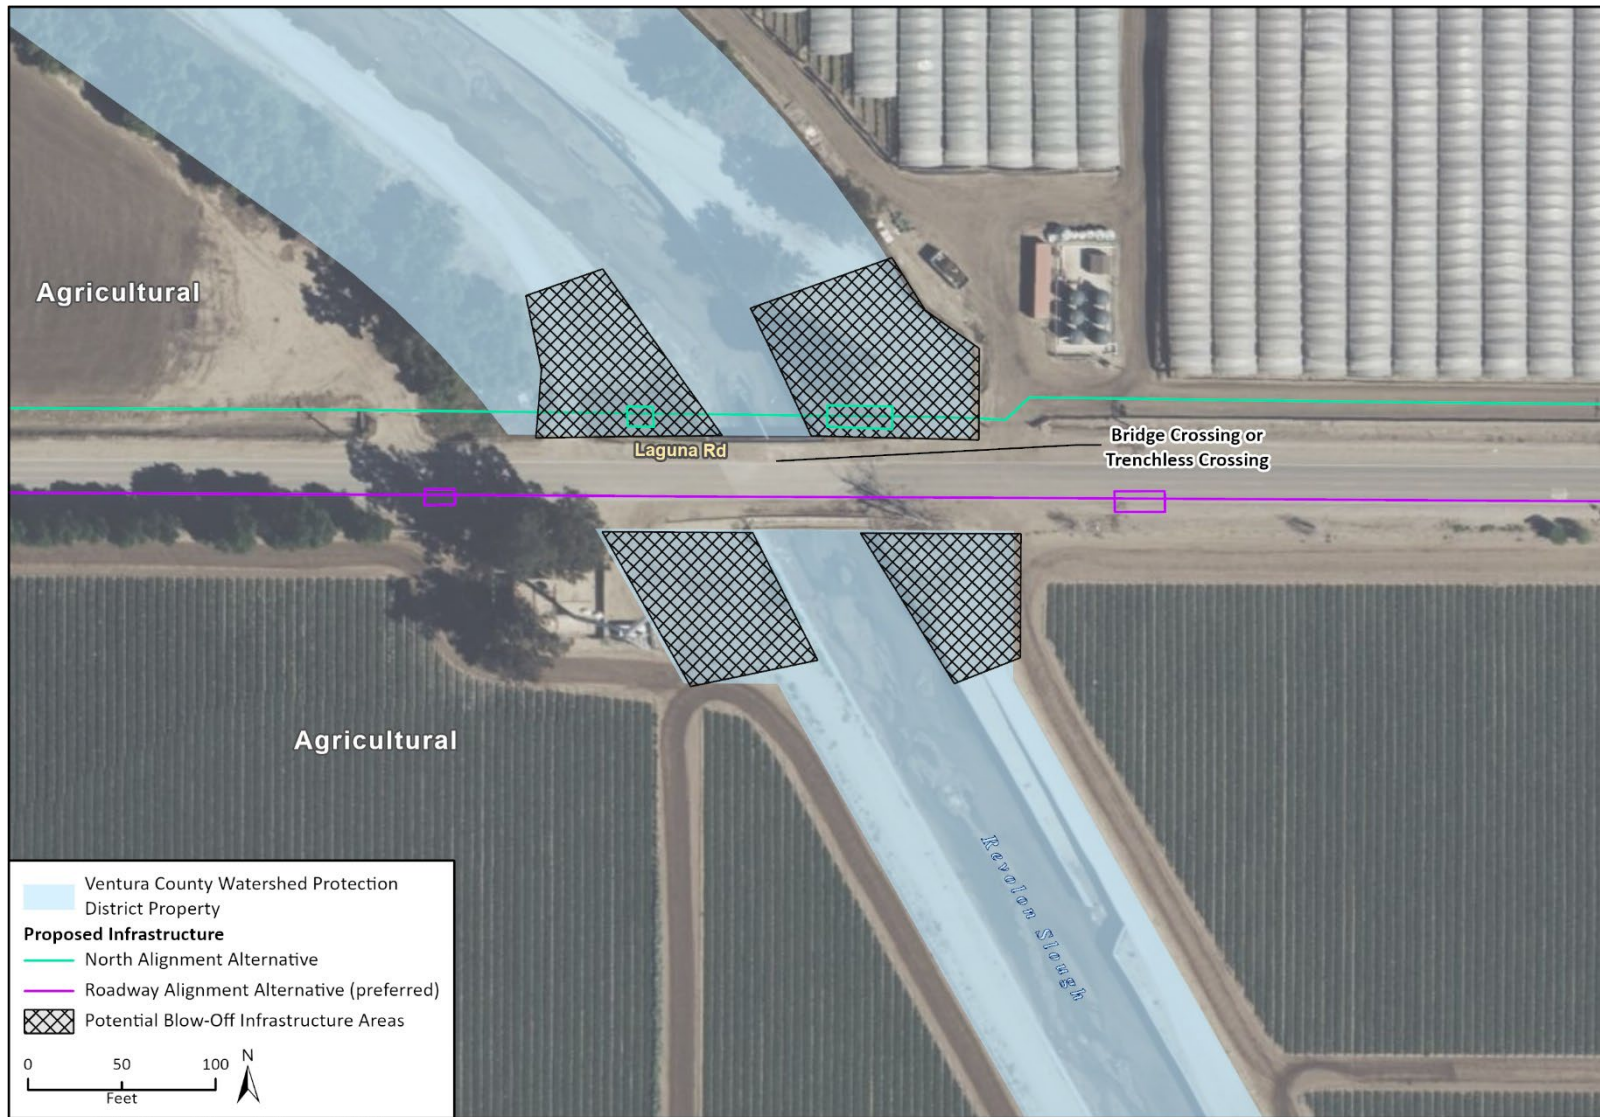 Agricultural
Laguna Rd
Bridge Crossing or
Trenchless Crossing
Agricultural
Revolon Slough
Ventura County Watershed Protection
District Property
Proposed Infrastructure
North Alignment Alternative
Roadway Alignment Alternative (preferred)
Potential Blow-Off Infrastructure Areas
0 50 100
Feet
N